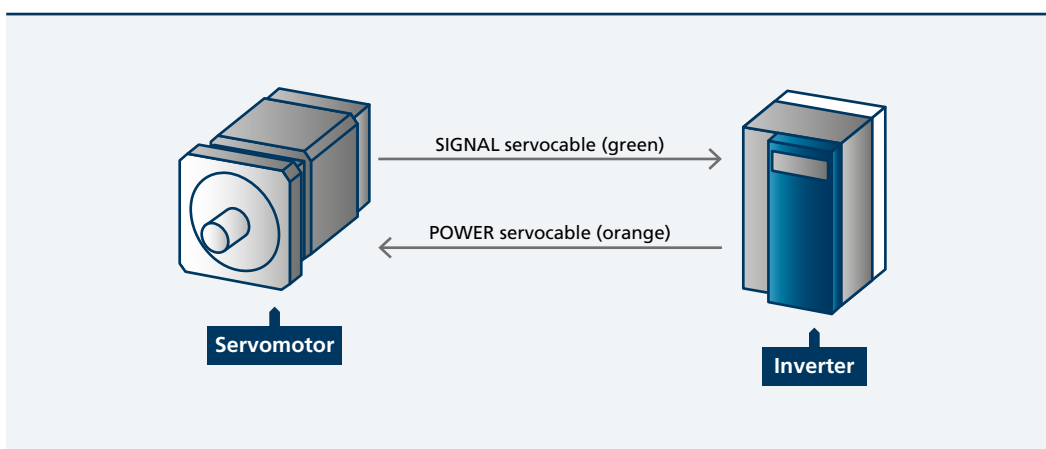 SIGNAL servocable (green)
POWER servocable (orange)
Servomotor
Inverter